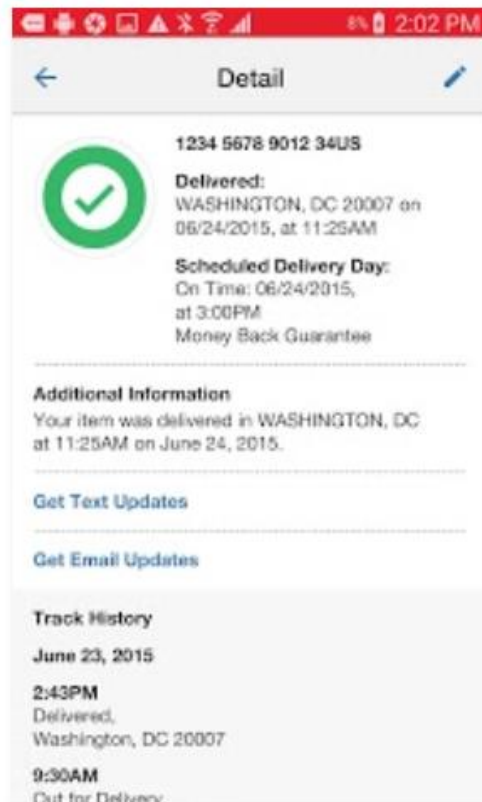 8% 2:02 PM
Detail
1234 5678 9012 34US
Delivered:
WASHINGTON, DC 20007 on
06/24/2015, at 11:25AM
Scheduled Delivery Day:
On Time: 06/24/2015,
at 3:00PM
Money Back Guarantee
Additional Information
Your item was delivered in WASHINGTON, DC
at 11:25AM on June 24, 2015.
Get Text Updates
Get Email Updates
Track History
June 23, 2015
2:43PM
Delivered,
Washington, DC 20007
9:30AM
Out for Delivery